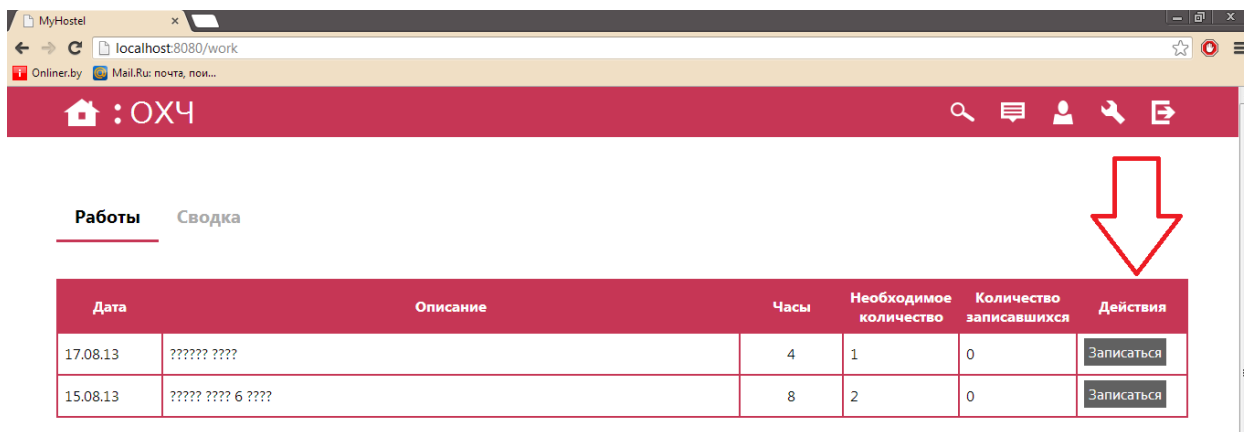 MyHostel
localhost:8080/work
Onliner.by Mail.Ru: почта, пои...
: ОХЧ
Работы Сводка
Дата Описание Часы Необходимое количество Количество записавшихся Действия
17.08.13 ?????? ???? 4 1 0 Записаться
15.08.13 ????? ???? 6 ???? 8 2 0 Записаться